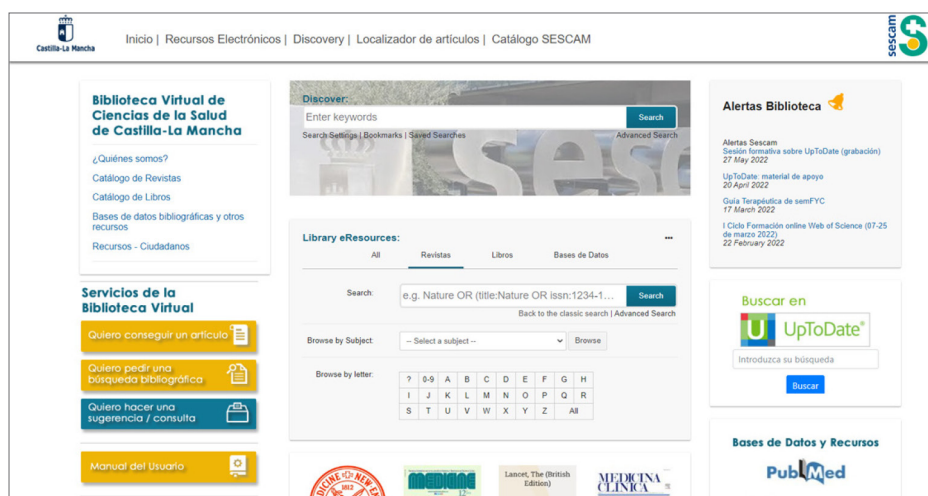 Castilla-La Mancha
Inicio | Recursos Electrónicos | Discovery | Localizador de artículos | Catálogo SESCAM
sescam
Biblioteca Virtual de
Ciencias de la Salud
de Castilla-La Mancha
¿Quiénes somos?
Catálogo de Revistas
Catálogo de Libros
Bases de datos bibliográficas y otros
recursos
Recursos - Ciudadanos
Servicios de la
Biblioteca Virtual
Quiero conseguir un artículo
Quiero pedir una
búsqueda bibliográfica
Quiero hacer una
sugerencia / consulta
Manual del Usuario
Discover:
Enter keywords
Search
Search Settings | Bookmarks | Saved Searches
Advanced Search
Library eResources:
...
All Revistas Libros Bases de Datos
Search:
e.g. Nature OR (title:Nature OR issn:1234-1...
Search
Back to the classic search | Advanced Search
Browse by Subject:
-- Select a subject --
Browse
Browse by letter:
? 0-9 A B C D E F G H
I J K L M N O P Q R
S T U V W X Y Z All
1812
MEDICINE
Lancet, The (British
Edition)
MEDICINA
CLINICA
Alertas Biblioteca
Alertas Sescam
Sesión formativa sobre UpToDate (grabación)
27 May 2022
UpToDate: material de apoyo
20 April 2022
Guía Terapéutica de semFYC
17 March 2022
I Ciclo Formación online Web of Science (07-25
de marzo 2022)
22 February 2022
Buscar en
U UpToDate®
Introduzca su búsqueda
Buscar
Bases de Datos y Recursos
PubMed